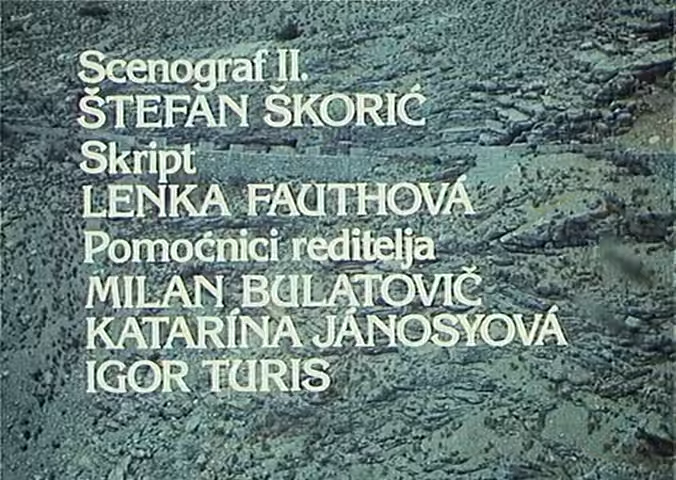 Scenograf II.
ŠTEFAN ŠKORIĆ
Skript
LENKA FAUTHOVÁ
Pomoćnici reditelja
MILAN BULATOVIČ
KATARÍNA JÁNOSYOVÁ
IGOR TURIS